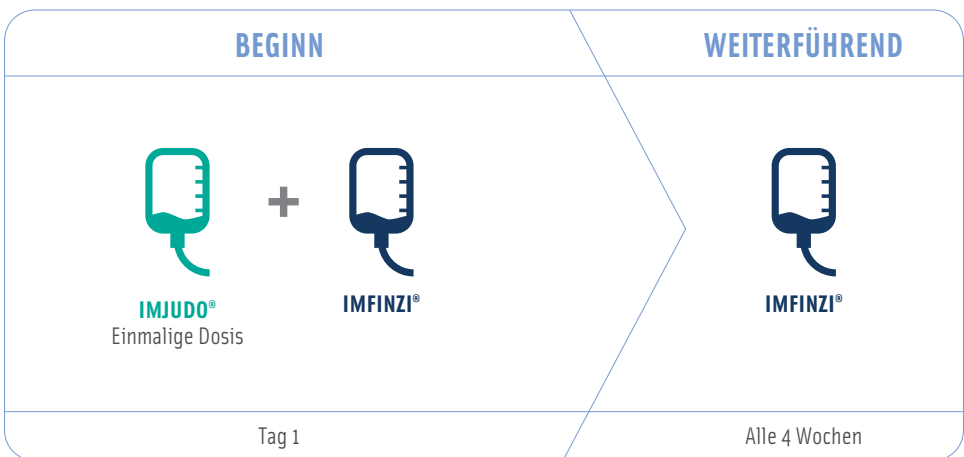 BEGINN
WEITERFÜHREND
+
IMJUDO®
Einmalige Dosis
IMFINZI®
IMFINZI®
Tag 1
Alle 4 Wochen